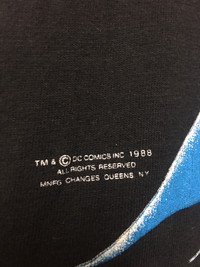 TM & © DC COMICS INC 1988
ALL RIGHTS RESERVED
MNFG CHANGES QUEENS, NY